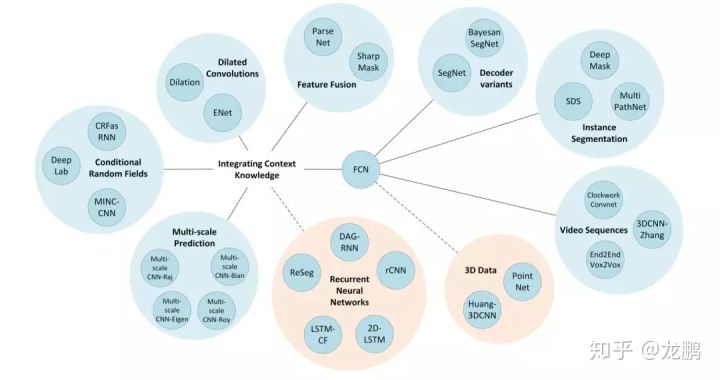 Dilated
Convolutions
Dilation
ENet
Parse
Net
Sharp
Mask
Feature Fusion
Bayesan
SegNet
SegNet
Decoder
variants
Deep
Mask
SDS
Multi
PathNet
Instance
Segmentation
CRFas
RNN
Deep
Lab
Conditional
Random Fields
MINC-
CNN
Integrating Context
Knowledge
FCN
Clockwork
Convnet
Video Sequences
3DCNN-
Zhang
End2End
Vox2Vox
Multi-scale
Prediction
Multi-
scale
CNN-Raj
Multi-
scale
CNN-Bian
Multi-
scale
CNN-Eigen
Multi-
scale
CNN-Roy
DAG-
RNN
ReSeg
rCNN
Recurrent
Neural
Networks
LSTM-
CF
2D-
LSTM
3D Data
Point
Net
Huang-
3DCNN
知乎 @龙鹏